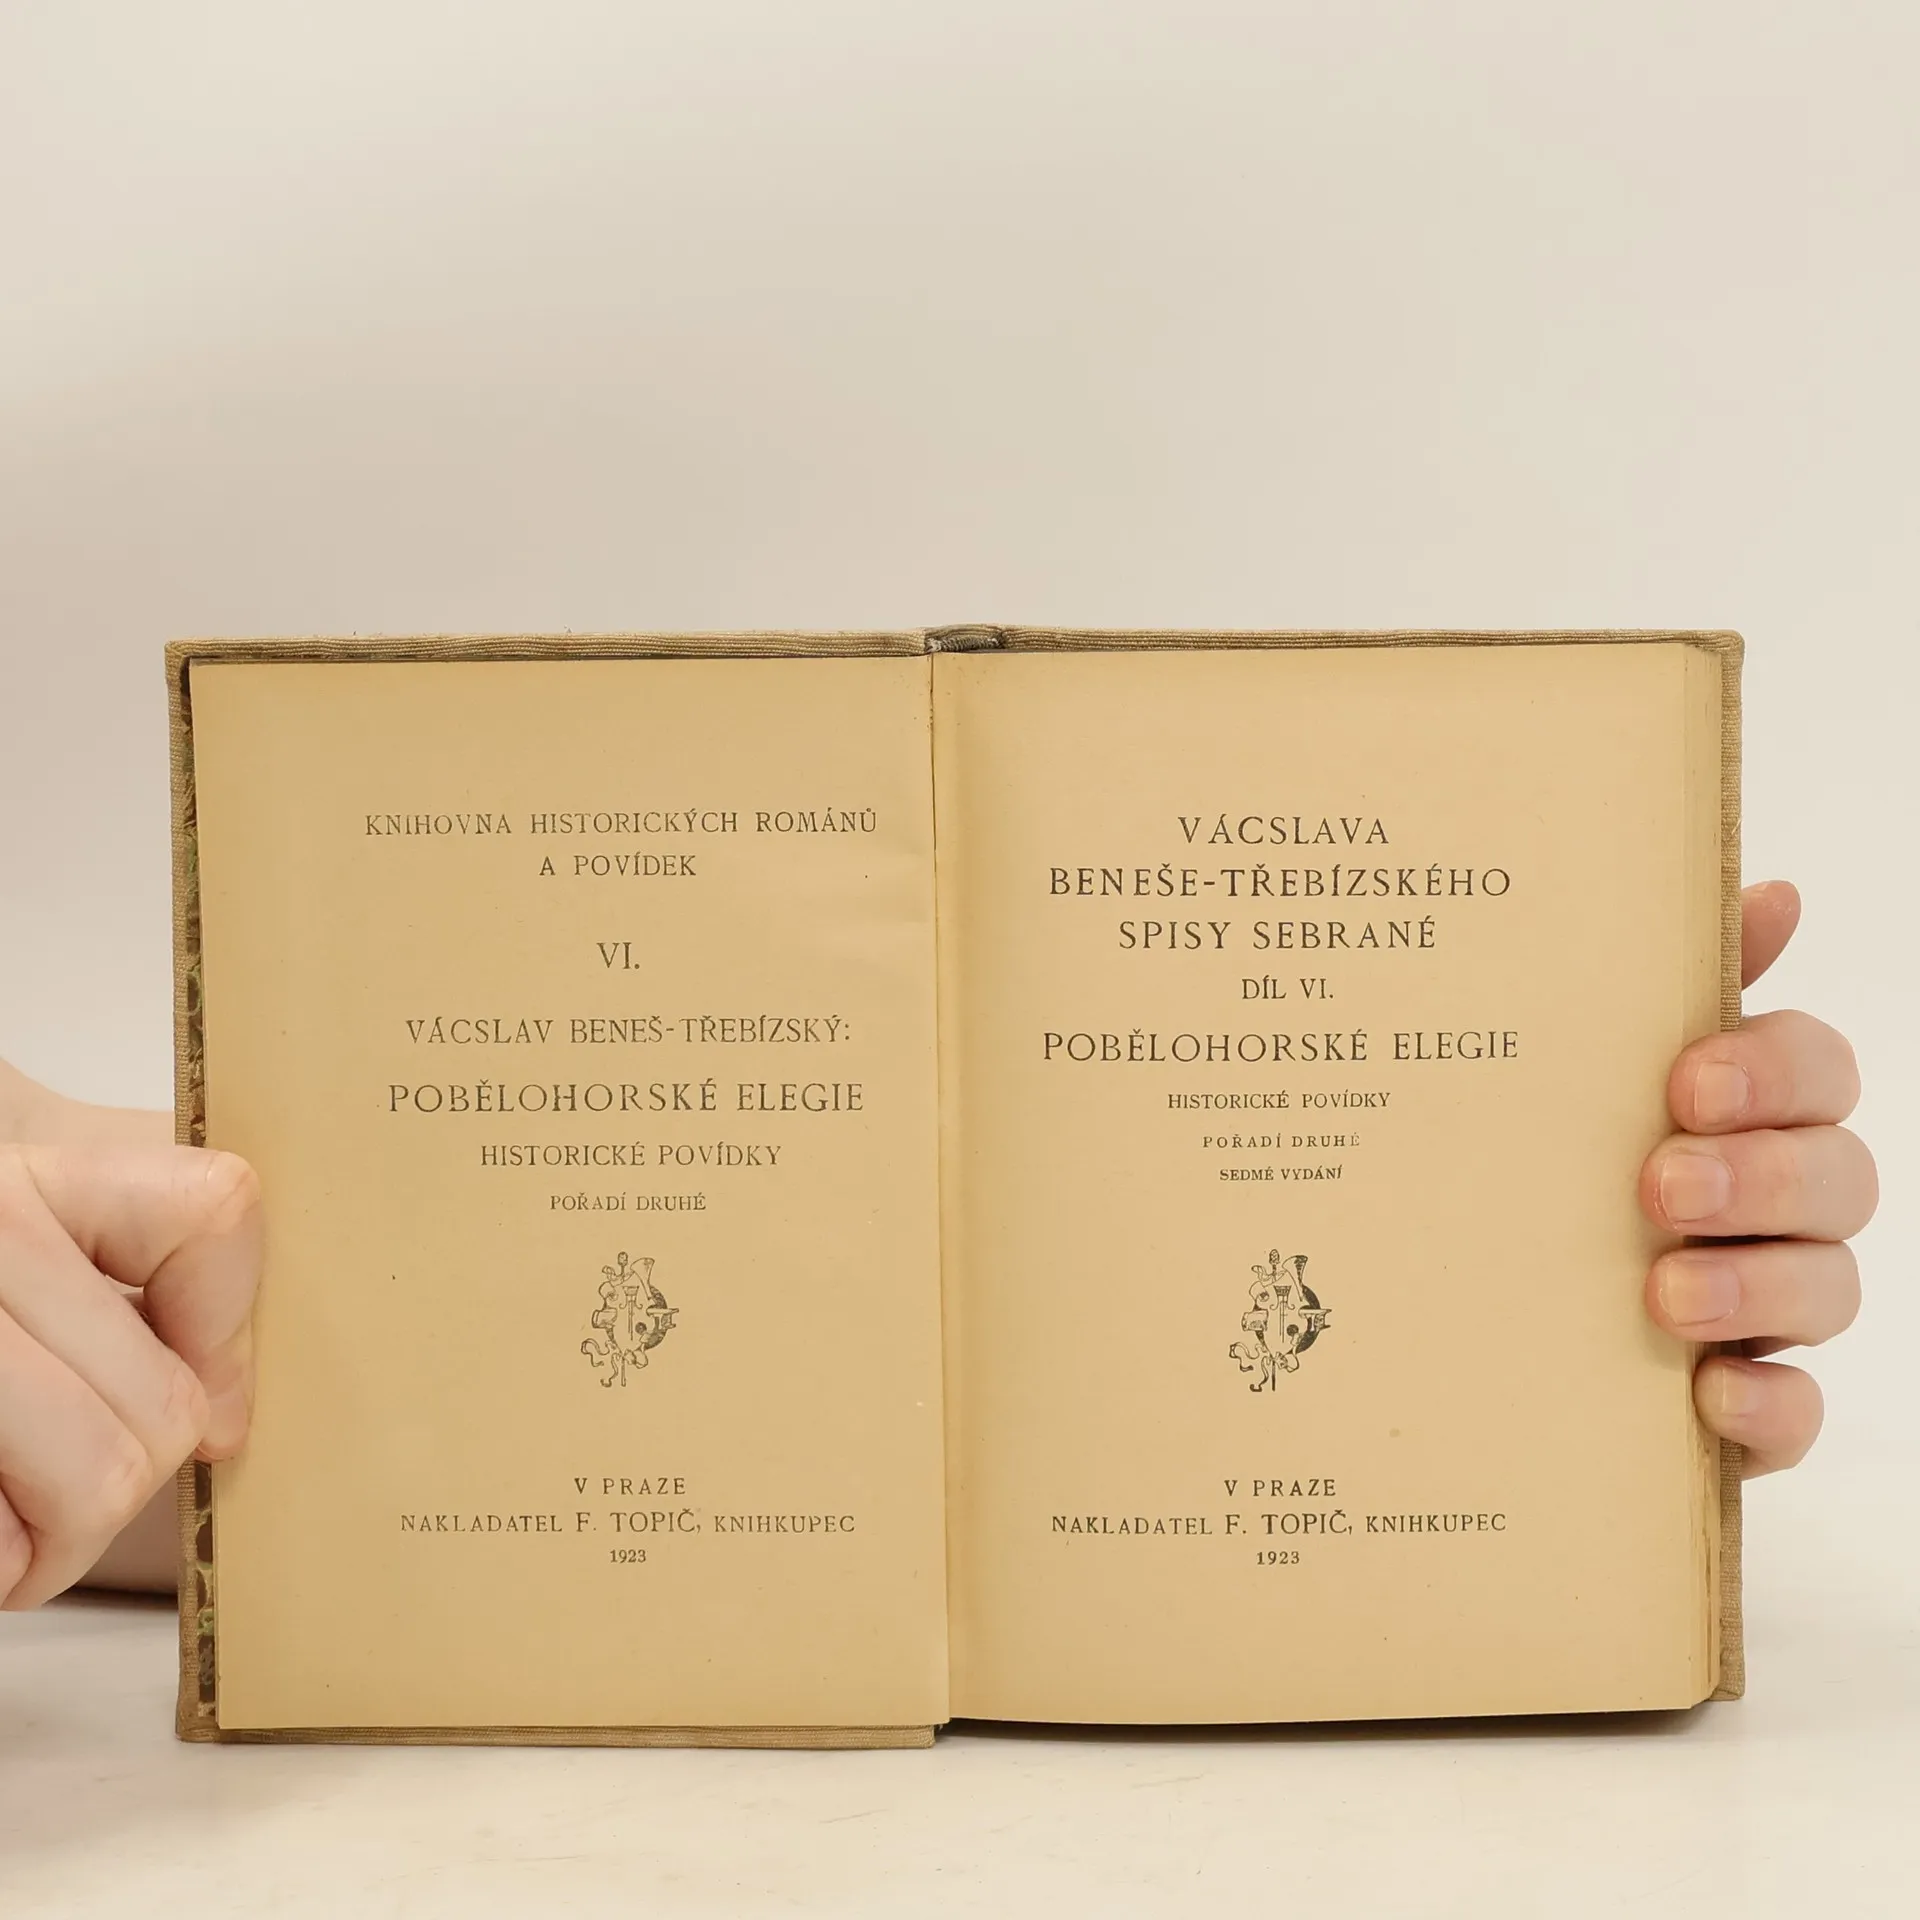 KNIHOVNA HISTORICKÝCH ROMÁNŮ
A POVÍDEK
VI.
VÁCSLAV BENEŠ-TŘEBÍZSKÝ:
POBĚLOHORSKÉ ELEGIE
HISTORICKÉ POVÍDKY
POŘADÍ DRUHÉ
V PRAZE
NAKLADATEL F. TOPIČ, KNIHKUPEC
1923
VÁCSLAVA
BENEŠE-TŘEBÍZSKÉHO
SPISY SEBRANÉ
DÍL VI.
POBĚLOHORSKÉ ELEGIE
HISTORICKÉ POVÍDKY
POŘADÍ DRUHÉ
SEDMÉ VYDÁNÍ
V PRAZE
NAKLADATEL F. TOPIČ, KNIHKUPEC
1923